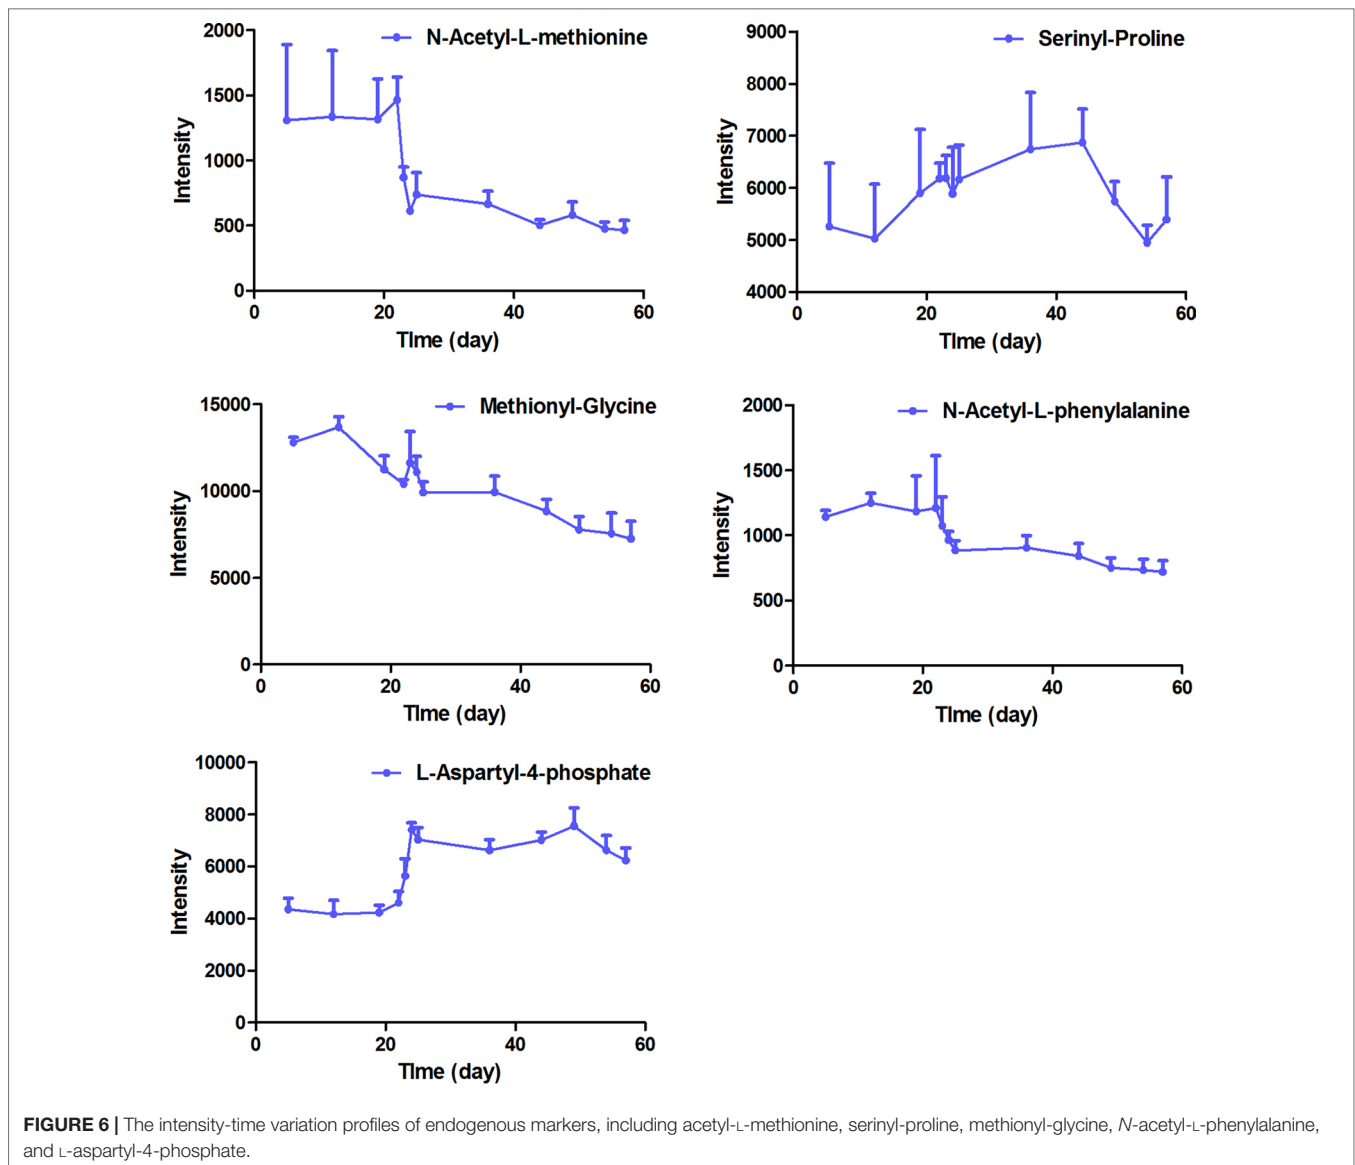 N-Acetyl-L-methionine
2000
1500
1000
500
0
Intensity
0 20 40 60
TIme (day)
Serinyl-Proline
9000
8000
7000
6000
5000
4000
Intensity
0 20 40 60
TIme (day)
Methionyl-Glycine
15000
10000
5000
0
Intensity
0 20 40 60
TIme (day)
N-Acetyl-L-phenylalanine
2000
1500
1000
500
0
Intensity
0 20 40 60
TIme (day)
L-Aspartyl-4-phosphate
10000
8000
6000
4000
2000
0
Intensity
0 20 40 60
TIme (day)
FIGURE 6 | The intensity-time variation profiles of endogenous markers, including acetyl-L-methionine, serinyl-proline, methionyl-glycine, N-acetyl-L-phenylalanine,
and L-aspartyl-4-phosphate.